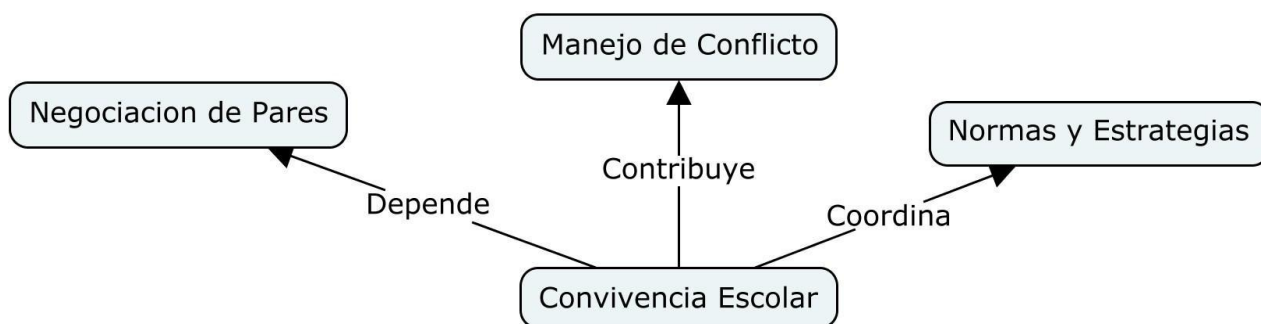 Manejo de Conflicto
Negociacion de Pares
Normas y Estrategias
Contribuye
Depende
Coordina
Convivencia Escolar